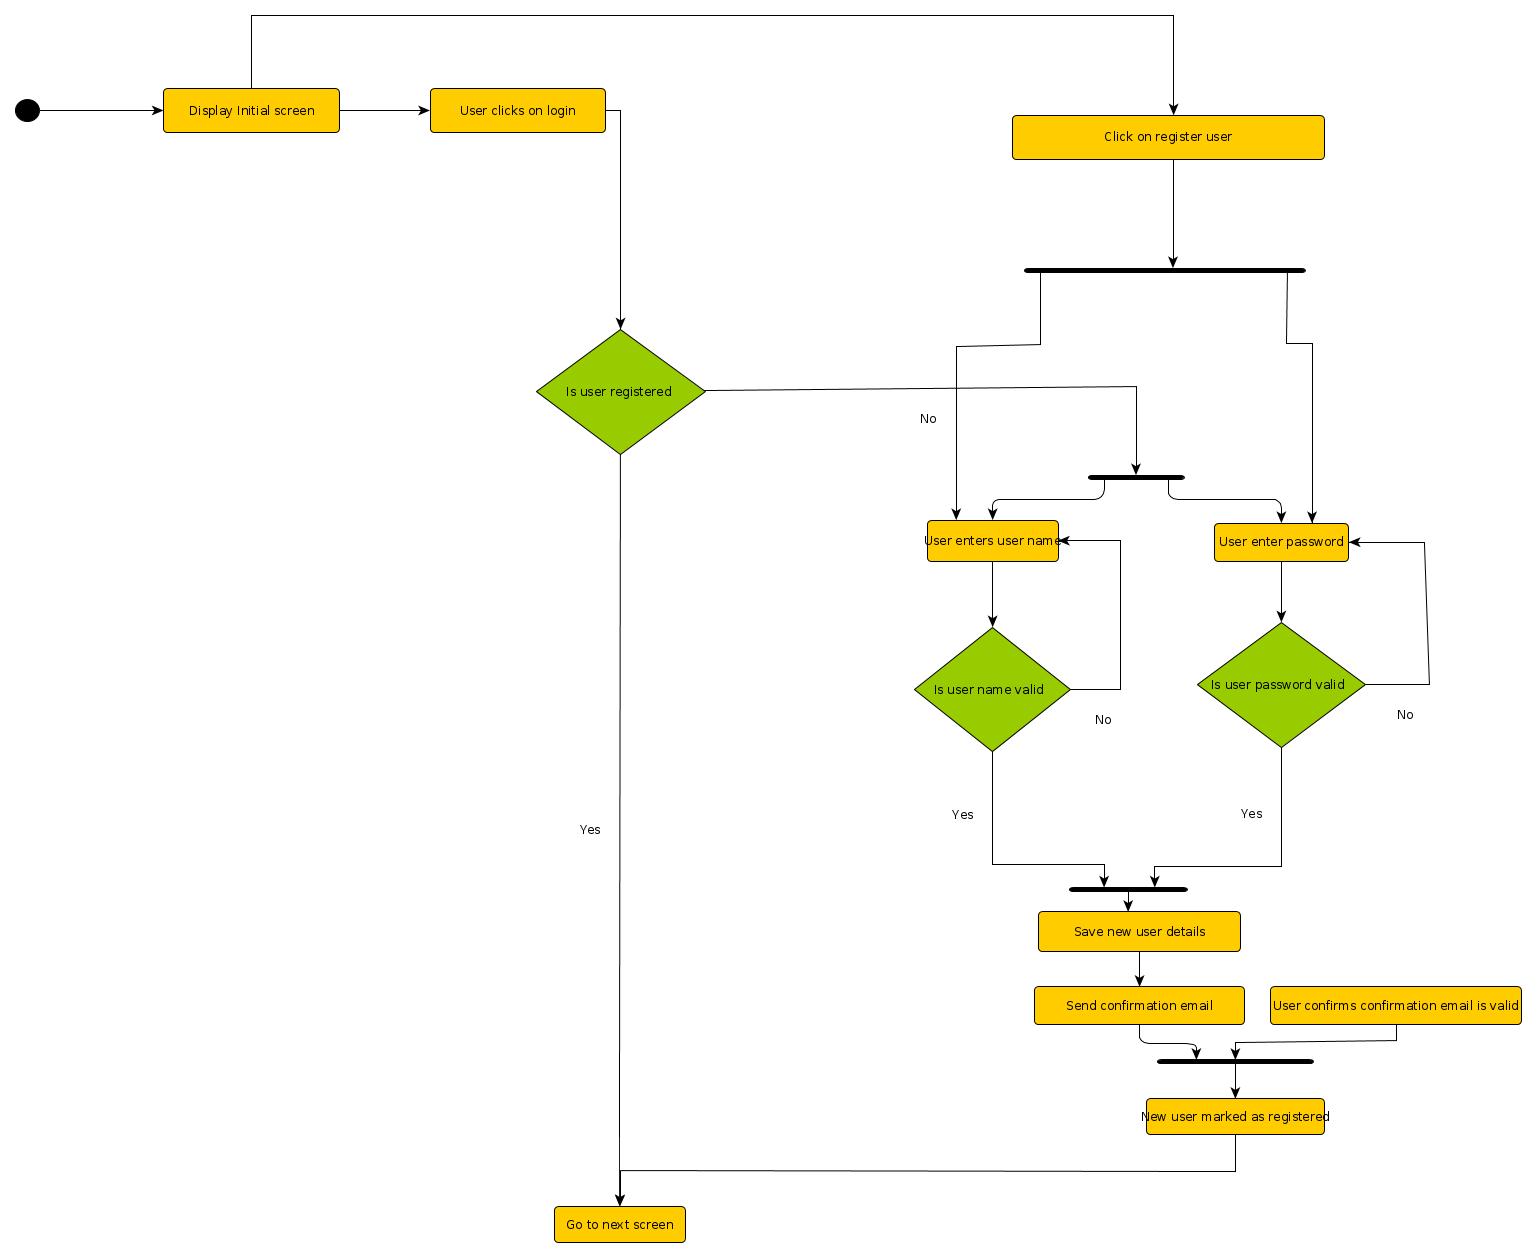 Display Initial screen
User clicks on login
Click on register user
Is user registered
No
User enters user name
User enter password
Is user name valid
Is user password valid
No
No
Yes
Yes
Yes
Save new user details
Send confirmation email
User confirms confirmation email is valid
New user marked as registered
Go to next screen